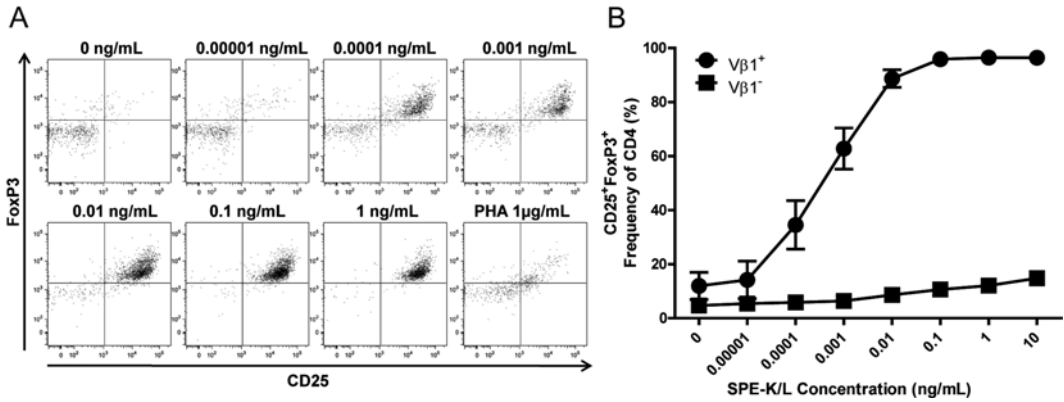 A
0 ng/mL 0.00001 ng/mL 0.0001 ng/mL 0.001 ng/mL
0.01 ng/mL 0.1 ng/mL 1 ng/mL PHA 1µg/mL
FoxP3
CD25
B
Vβ1+
Vβ1-
CD25+FoxP3+
Frequency of CD4 (%)
100
80
60
40
20
0
0 0.00001 0.0001 0.001 0.01 0.1 1 10
SPE-K/L Concentration (ng/mL)